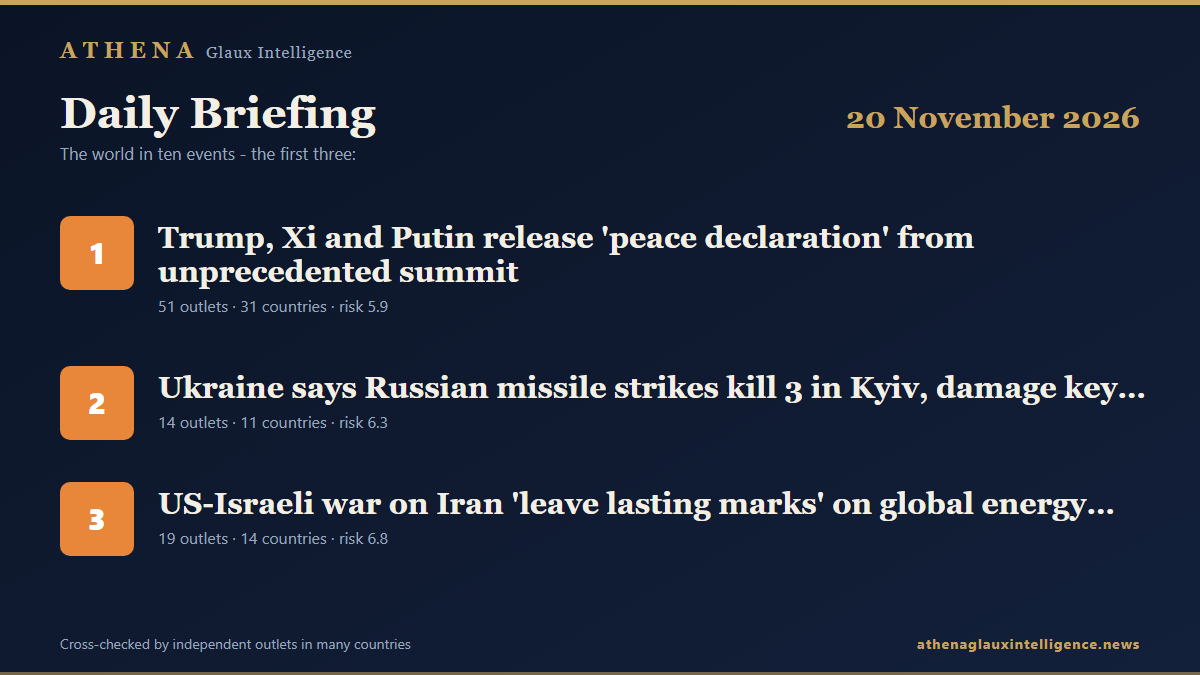 ATHENA Glaux Intelligence
Daily Briefing
20 November 2026
The world in ten events - the first three:
1
Trump, Xi and Putin release 'peace declaration' from
unprecedented summit
51 outlets · 31 countries · risk 5.9
2
Ukraine says Russian missile strikes kill 3 in Kyiv, damage key...
14 outlets · 11 countries · risk 6.3
3
US-Israeli war on Iran 'leave lasting marks' on global energy...
19 outlets · 14 countries · risk 6.8
Cross-checked by independent outlets in many countries
athenaglauxintelligence.news